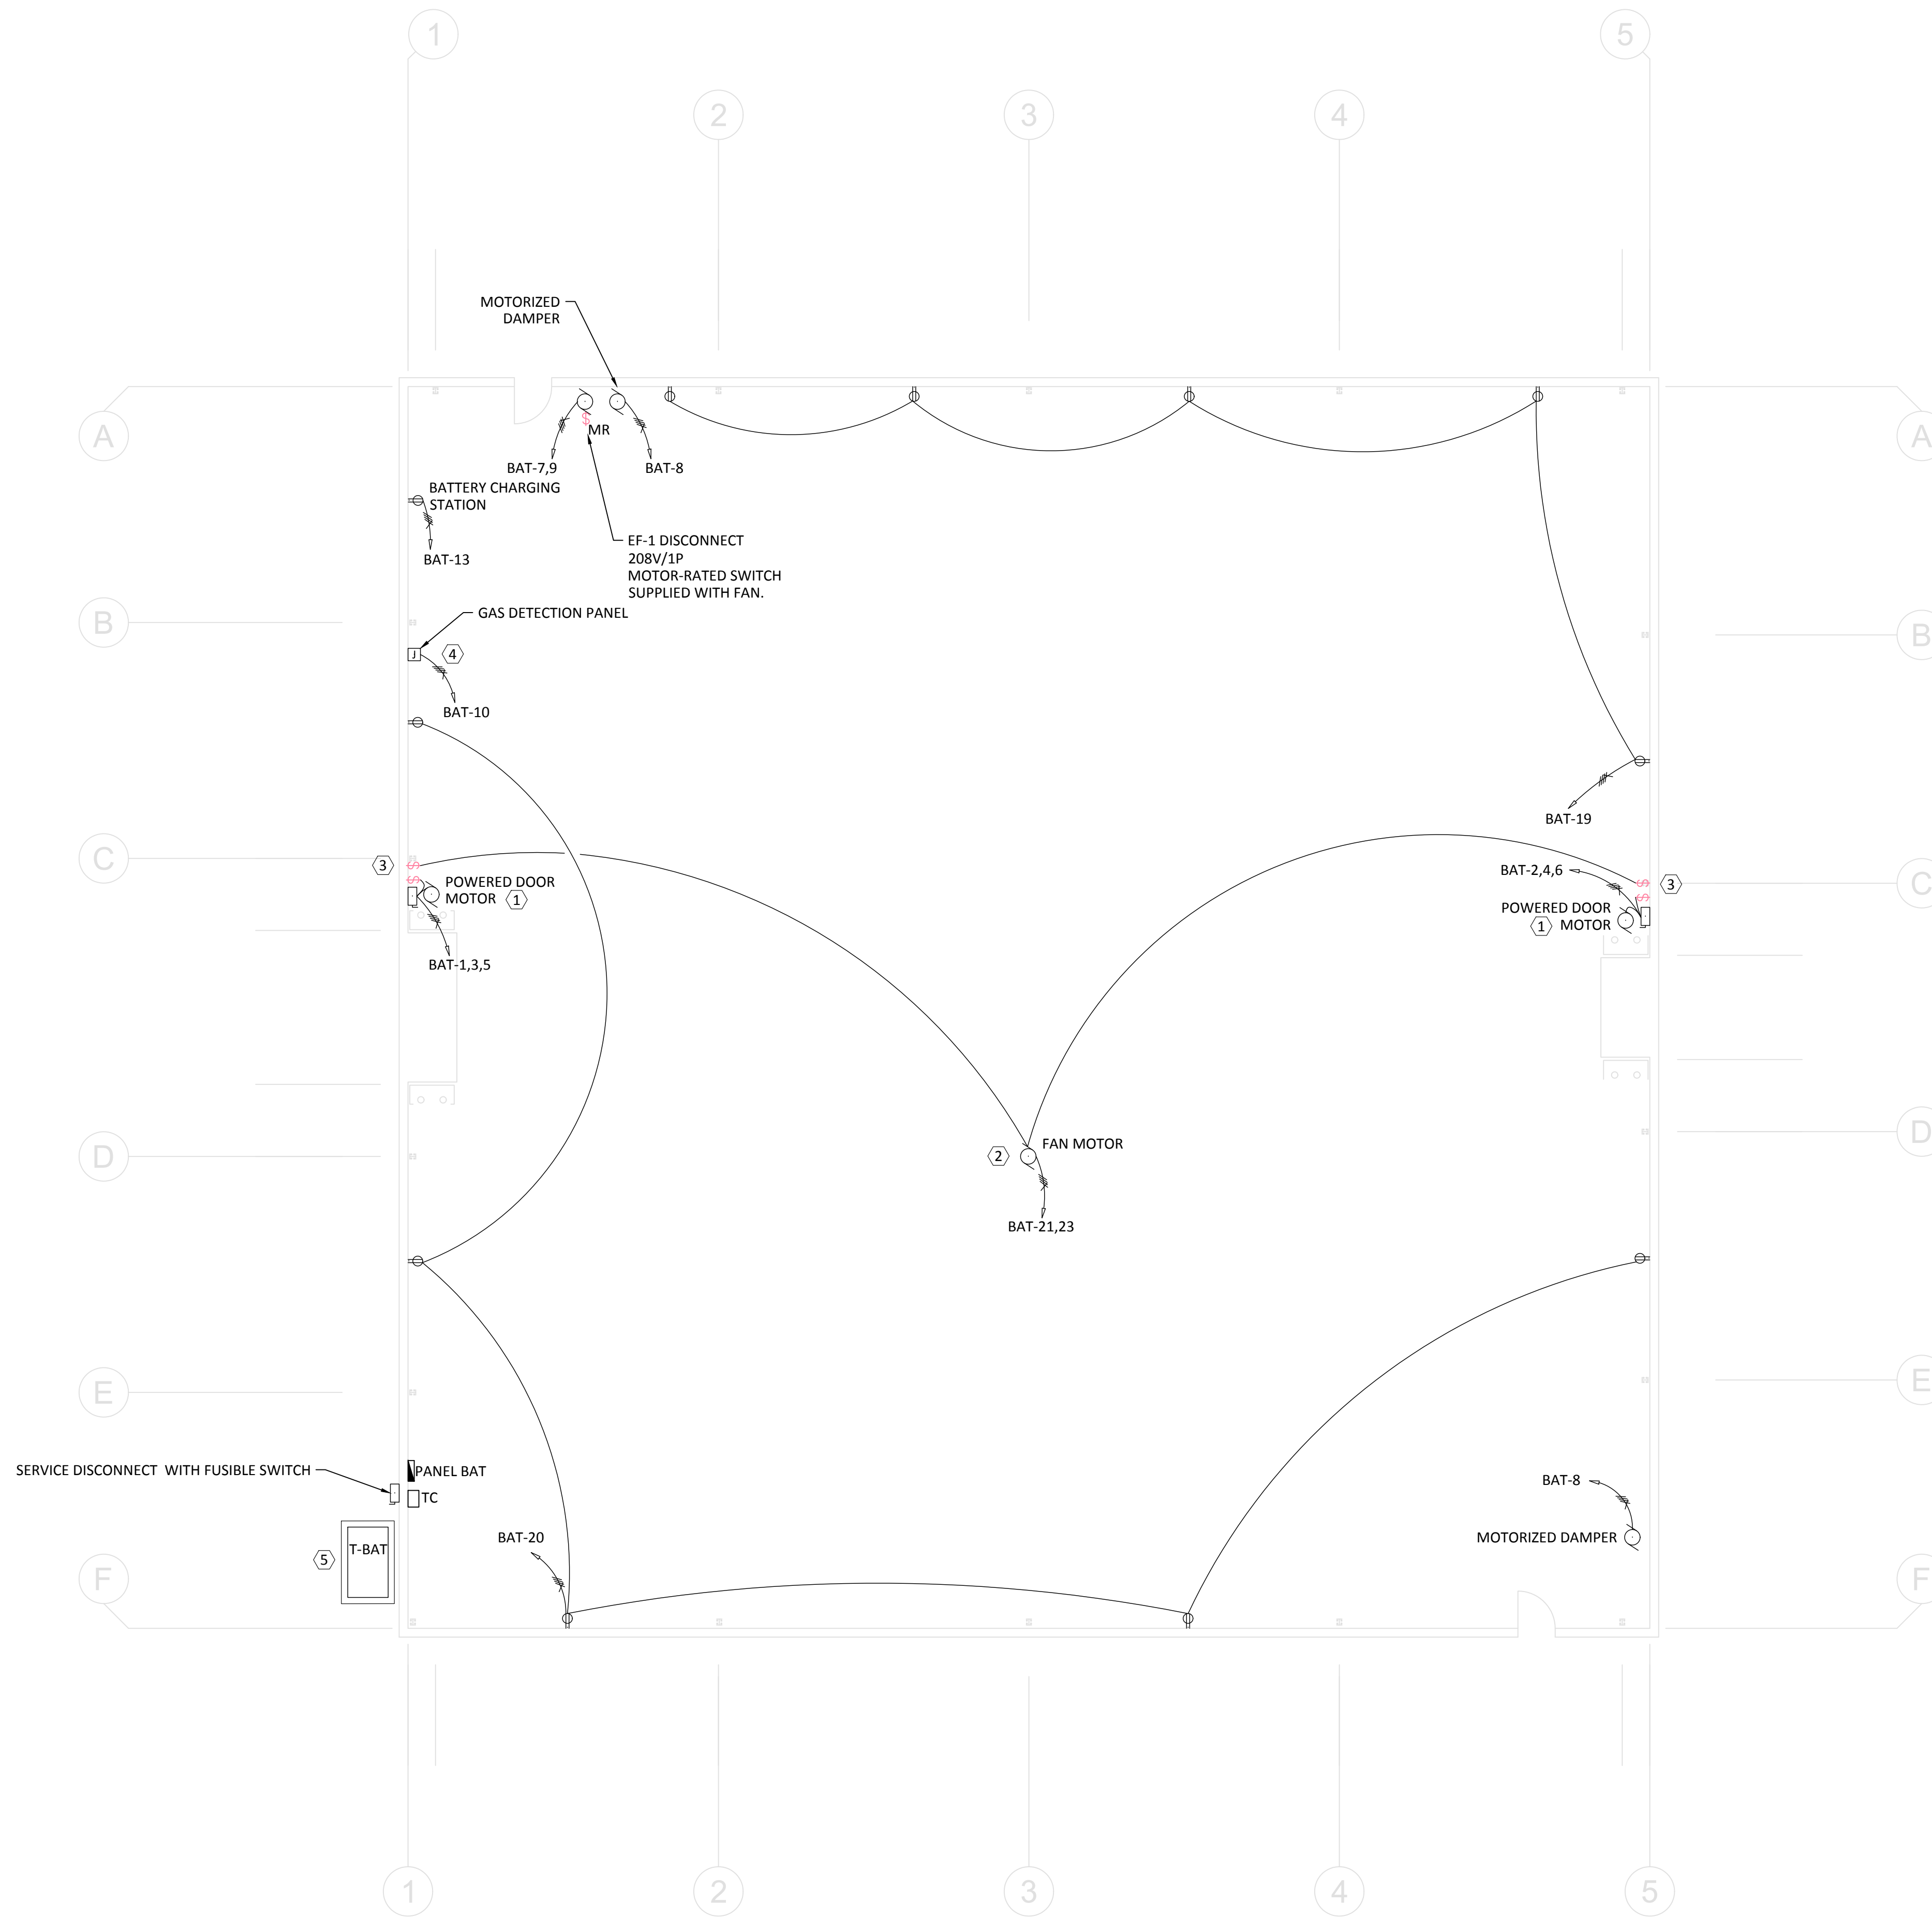 1
5
2
3
4
MOTORIZED
DAMPER
A
A
$
MR
BAT-7,9
BAT-8
BATTERY CHARGING
STATION
BAT-13
EF-1 DISCONNECT
208V/1P
MOTOR-RATED SWITCH
SUPPLIED WITH FAN.
GAS DETECTION PANEL
B
B
J
4
BAT-10
BAT-19
C
C
3
$
$
POWERED DOOR
MOTOR
1
BAT-1,3,5
BAT-2,4,6
$
$
3
POWERED DOOR
1
MOTOR
D
D
FAN MOTOR
2
BAT-21,23
E
E
SERVICE DISCONNECT WITH FUSIBLE SWITCH
PANEL BAT
TC
BAT-8
T-BAT
5
BAT-20
MOTORIZED DAMPER
F
F
1
2
3
4
5